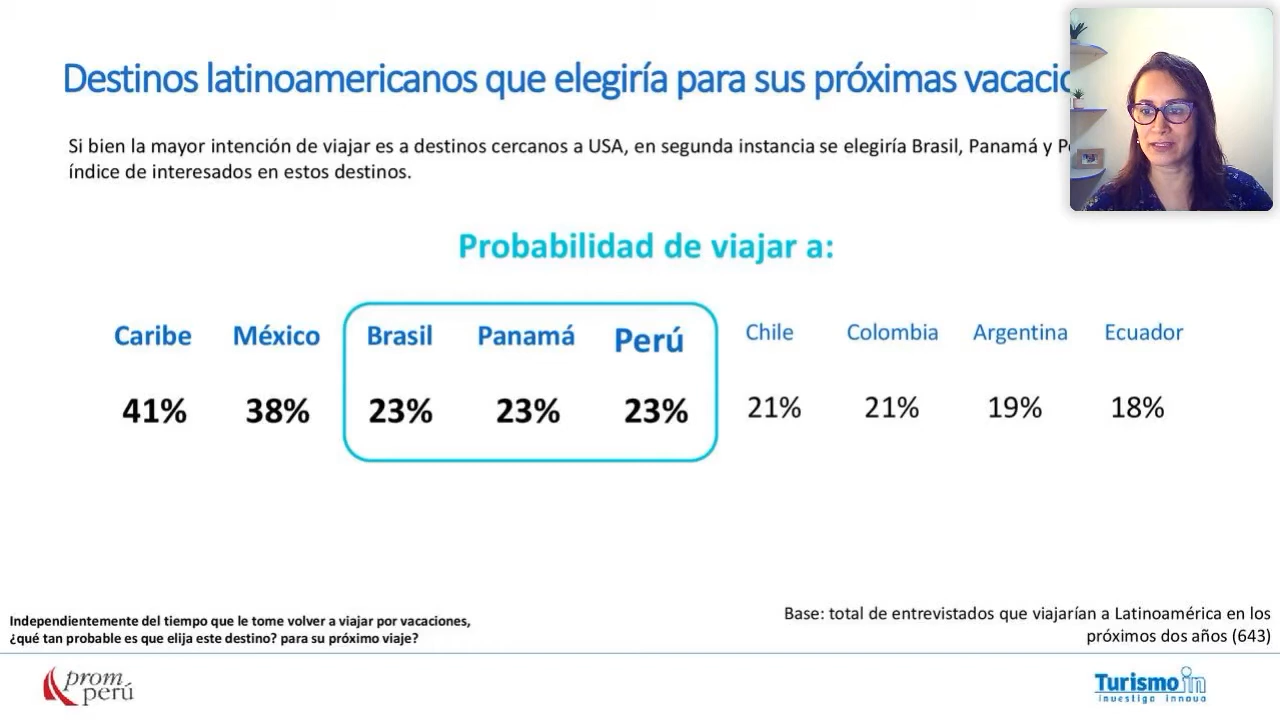 Destinos latinoamericanos que elegiría para sus próximas
Si bien la mayor intención de viajar es a destinos cercanos a USA, en segunda instancia se elegiría Brasil, Panamá y
índice de interesados en estos destinos.
Probabilidad de viajar a:
Caribe México Brasil Panamá Perú Chile Colombia Argentina Ecuador
41% 38% 23% 23% 23% 21% 21% 19% 18%
Independientemente del tiempo que le tome volver a viajar por vacaciones,
¿qué tan probable es que elija este destino? para su próximo viaje?
Base: total de entrevistados que viajarían a Latinoamérica en los
próximos dos años (643)
prom
perú
Turismo in
investiga innova